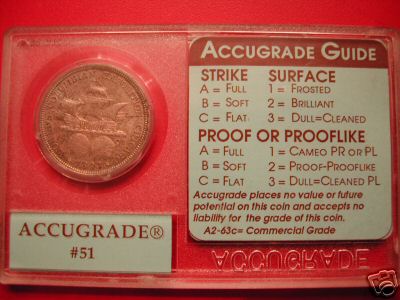 ACCUGRADE GUIDE
STRIKE SURFACE
A = FULL 1 = FROSTED
B = SOFT 2 = BRILLIANT
C = FLAT 3 = DULL=CLEANED
PROOF OR PROOFLIKE
A = FULL 1 = CAMEO PR OR PL
B = SOFT 2 = PROOF-PROOFLIKE
C = FLAT 3 = DULL=CLEANED PL
Accugrade places no value or future
potential on this coin and accepts no
liability for the grade of this coin.
A2-63c= Commercial Grade
ACCUGRADE®
#51
ACCUGRADE